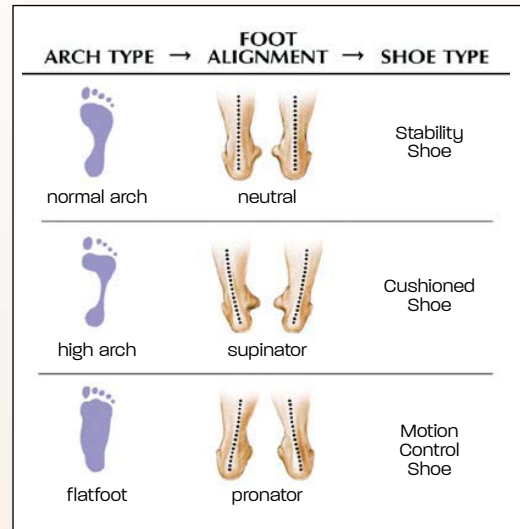 ARCH TYPE → FOOT ALIGNMENT → SHOE TYPE
normal arch
neutral
Stability
Shoe
high arch
supinator
Cushioned
Shoe
flatfoot
pronator
Motion
Control
Shoe